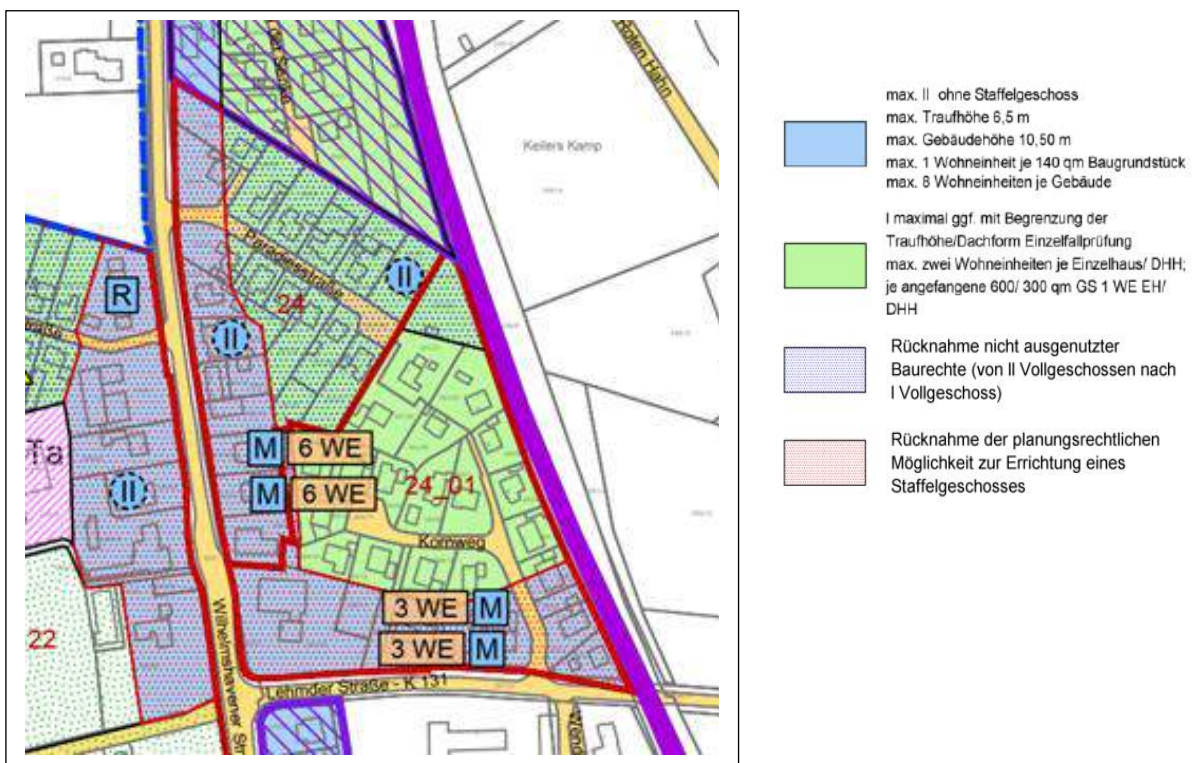 Roten Hahn
Keilers Kamp
Paradiesstraße
II
R
24
II
Ta
M 6 WE
M 6 WE
II
24_01
Kornweg
3 WE M
3 WE M
22
Wilhelmshavener Str
Lehmder Straße - K 131
max. II ohne Staffelgeschoss
max. Traufhöhe 6,5 m
max. Gebäudehöhe 10,50 m
max. 1 Wohneinheit je 140 qm Baugrundstück
max. 8 Wohneinheiten je Gebäude
I maximal ggf. mit Begrenzung der
Traufhöhe/Dachform Einzelfallprüfung
max. zwei Wohneinheiten je Einzelhaus/ DHH;
je angefangene 600/ 300 qm GS 1 WE EH/
DHH
Rücknahme nicht ausgenutzter
Baurechte (von II Vollgeschossen nach
I Vollgeschoss)
Rücknahme der planungsrechtlichen
Möglichkeit zur Errichtung eines
Staffelgeschosses